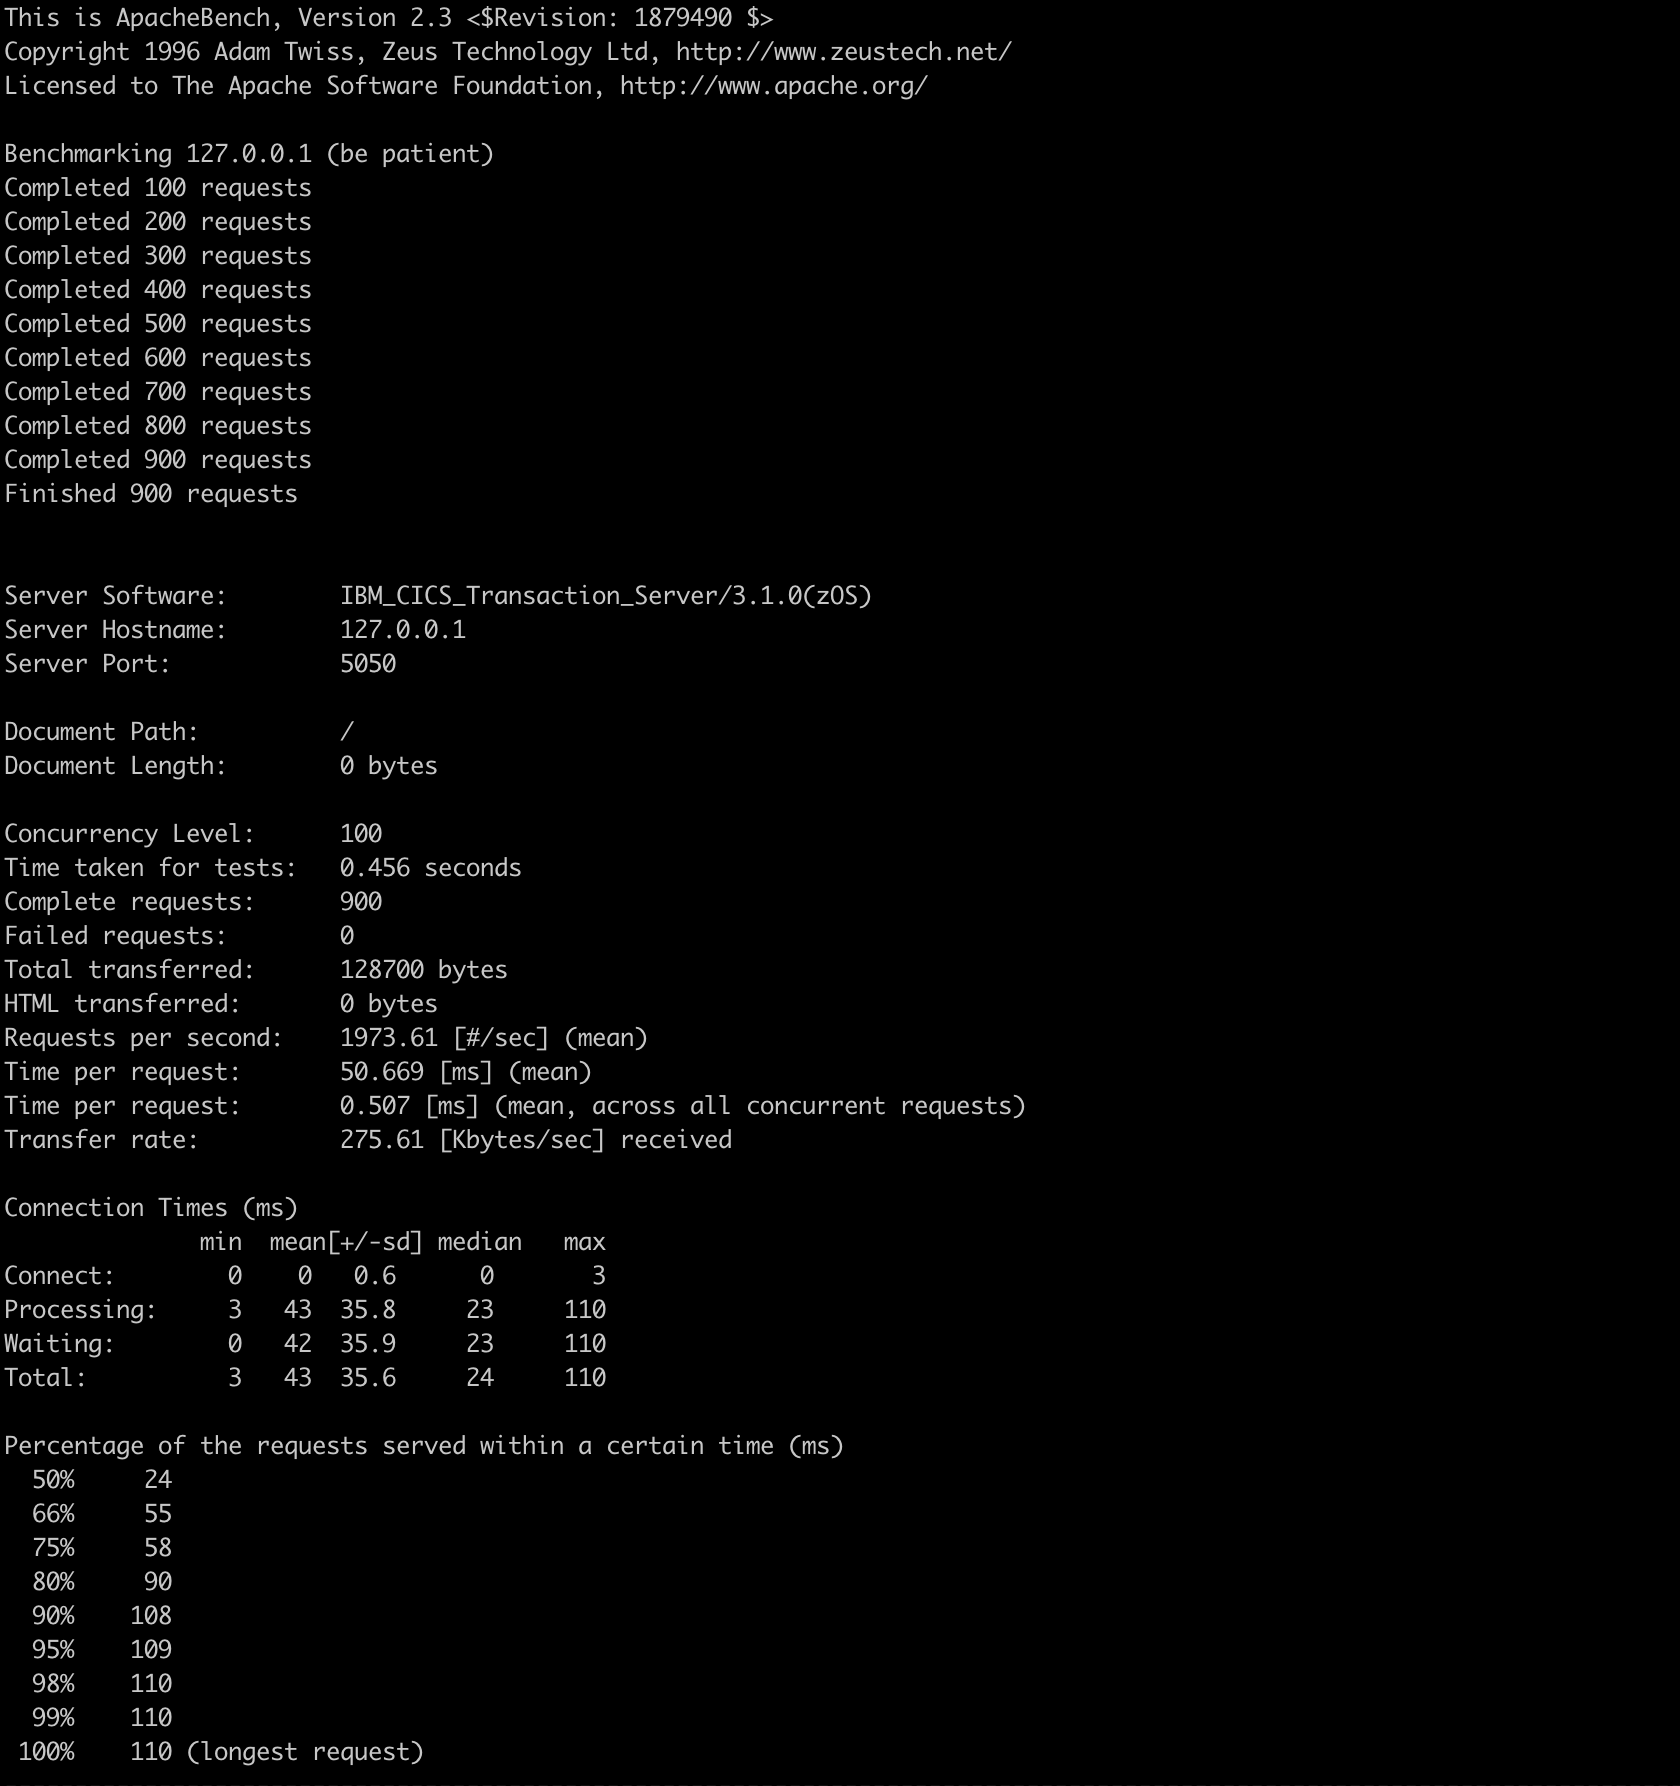 This is ApacheBench, Version 2.3 <$Revision: 1879490 $>
Copyright 1996 Adam Twiss, Zeus Technology Ltd, http://www.zeustech.net/
Licensed to The Apache Software Foundation, http://www.apache.org/

Benchmarking 127.0.0.1 (be patient)
Completed 100 requests
Completed 200 requests
Completed 300 requests
Completed 400 requests
Completed 500 requests
Completed 600 requests
Completed 700 requests
Completed 800 requests
Completed 900 requests
Finished 900 requests


Server Software:        IBM_CICS_Transaction_Server/3.1.0(zOS)
Server Hostname:        127.0.0.1
Server Port:            5050

Document Path:          /
Document Length:        0 bytes

Concurrency Level:      100
Time taken for tests:   0.456 seconds
Complete requests:      900
Failed requests:        0
Total transferred:      128700 bytes
HTML transferred:       0 bytes
Requests per second:    1973.61 [#/sec] (mean)
Time per request:       50.669 [ms] (mean)
Time per request:       0.507 [ms] (mean, across all concurrent requests)
Transfer rate:          275.61 [Kbytes/sec] received

Connection Times (ms)
              min  mean[+/-sd] median   max
Connect:        0    0   0.6      0       3
Processing:     3   43  35.8     23     110
Waiting:        0   42  35.9     23     110
Total:          3   43  35.6     24     110

Percentage of the requests served within a certain time (ms)
  50%     24
  66%     55
  75%     58
  80%     90
  90%    108
  95%    109
  98%    110
  99%    110
 100%    110 (longest request)